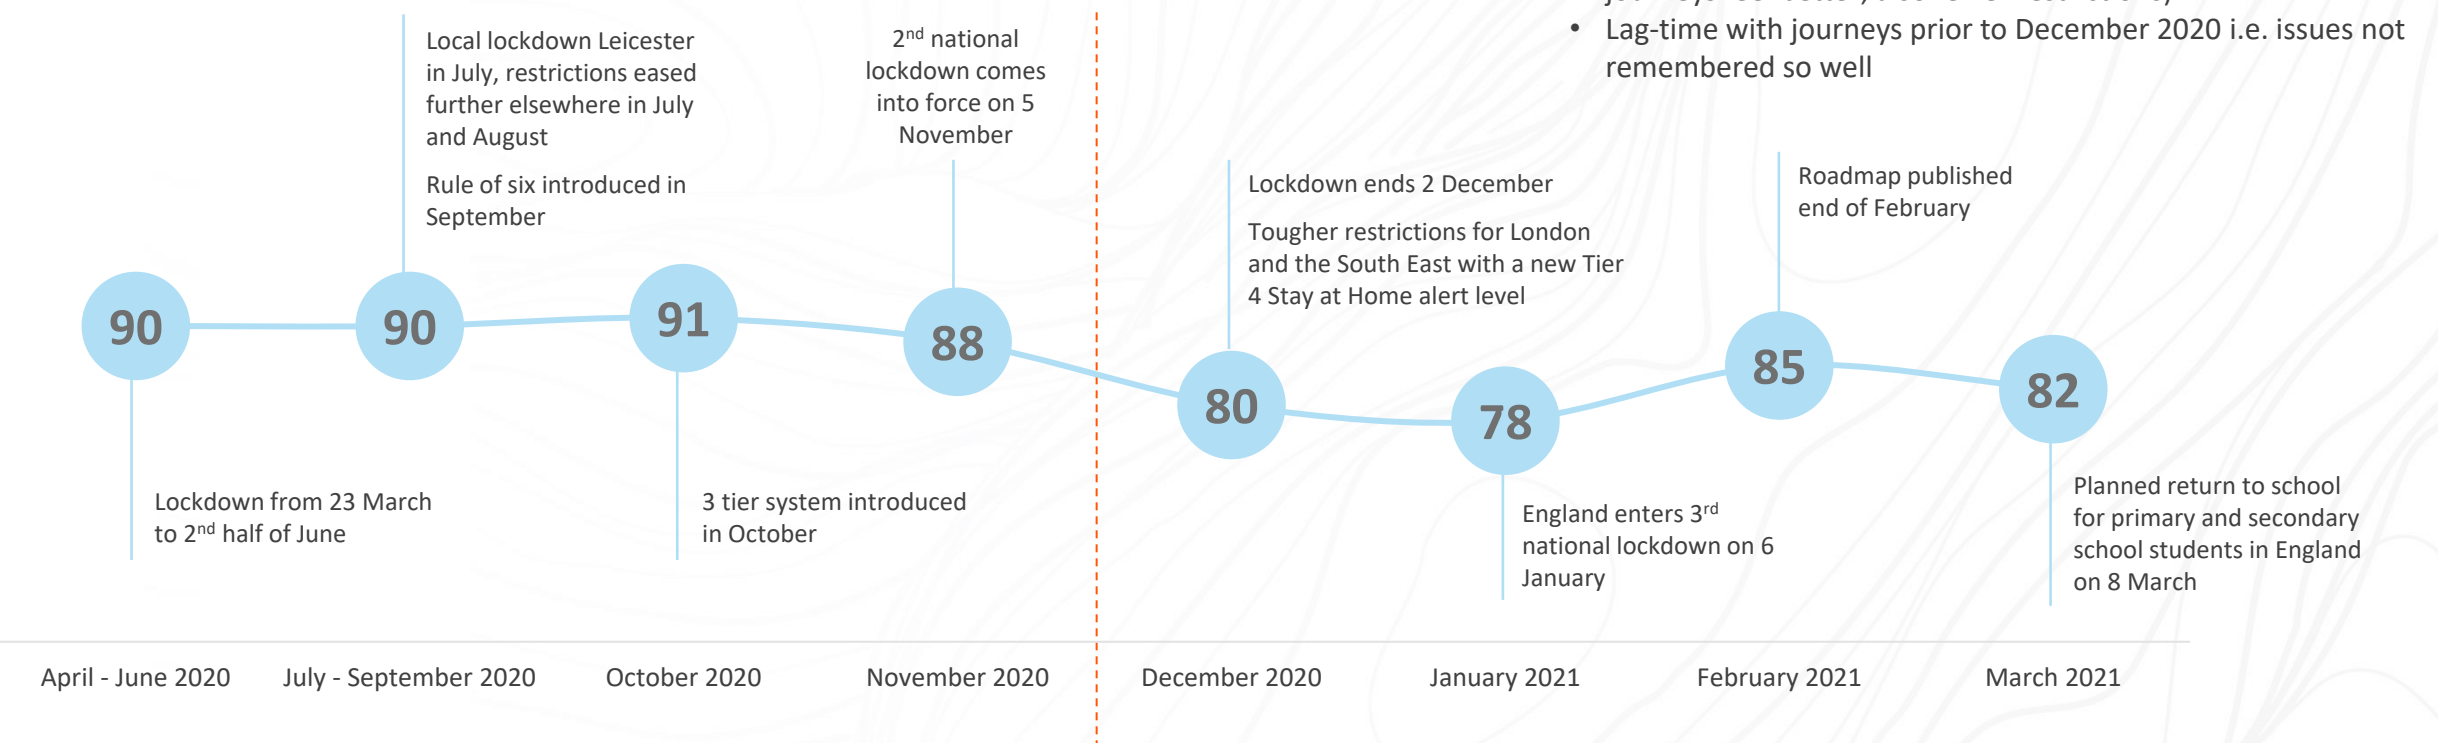 • Lag-time with journeys prior to December 2020 i.e. issues not
remembered so well
Local lockdown Leicester
in July, restrictions eased
further elsewhere in July
and August
Rule of six introduced in
September
2nd national
lockdown comes
into force on 5
November
Lockdown ends 2 December
Tougher restrictions for London
and the South East with a new Tier
4 Stay at Home alert level
Roadmap published
end of February
90
90
91
88
80
78
85
82
Lockdown from 23 March
to 2nd half of June
3 tier system introduced
in October
England enters 3rd
national lockdown on 6
January
Planned return to school
for primary and secondary
school students in England
on 8 March
April - June 2020
July - September 2020
October 2020
November 2020
December 2020
January 2021
February 2021
March 2021